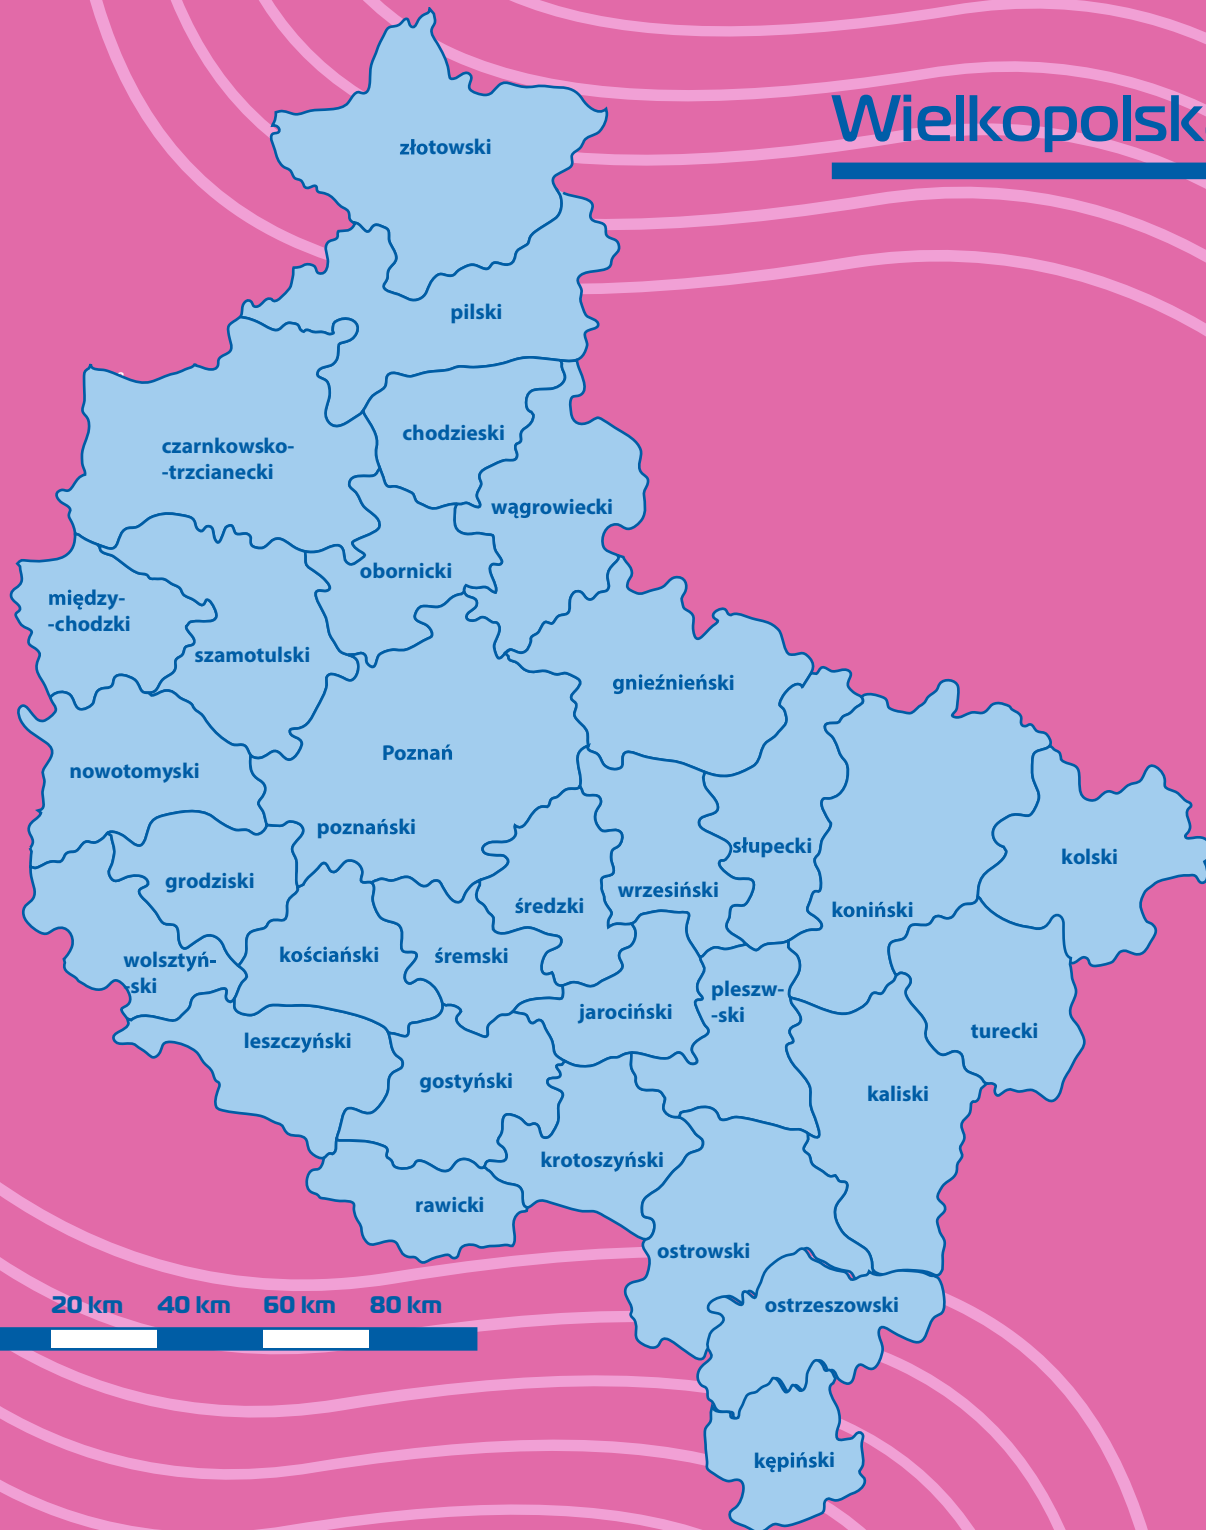 złotowski
Wielkopolsk
pilski
chodzieski
czarnkowsko-
-trzcianecki
wągrowiecki
obornicki
między-
-chodzki
szamotulski
gnieźnieński
Poznań
nowotomyski
poznański
słupecki
kolski
grodziski
wrzesiński
średzki
koniński
kościański
śremski
wolsztyń-
-ski
pleszw-
-ski
jarociński
turecki
leszczyński
gostyński
kaliski
krotoszyński
rawicki
ostrowski
20 km 40 km 60 km 80 km
ostrzeszowski
kępiński